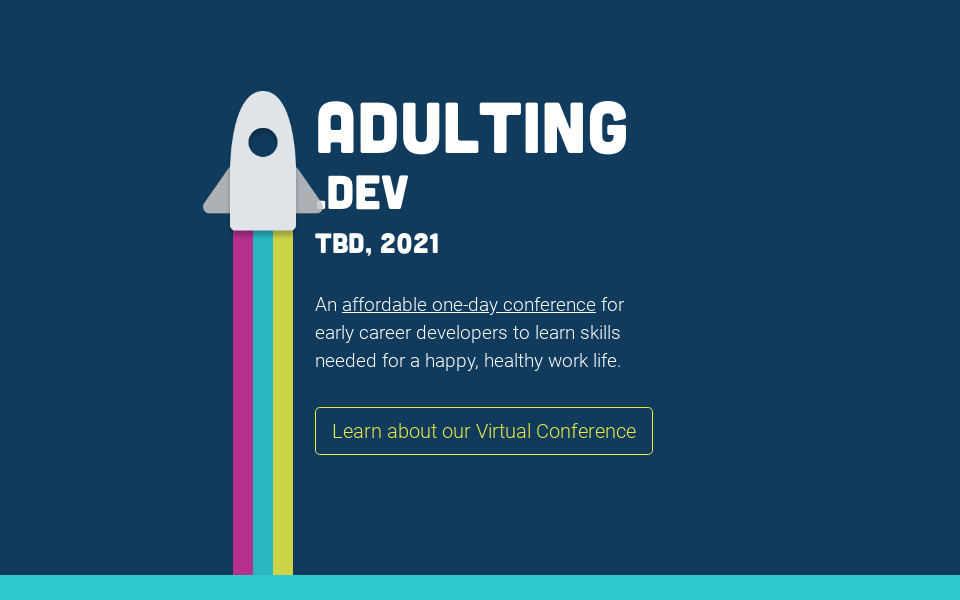 ADULTING
.DEV
TBD, 2021
An affordable one-day conference for
early career developers to learn skills
needed for a happy, healthy work life.
Learn about our Virtual Conference